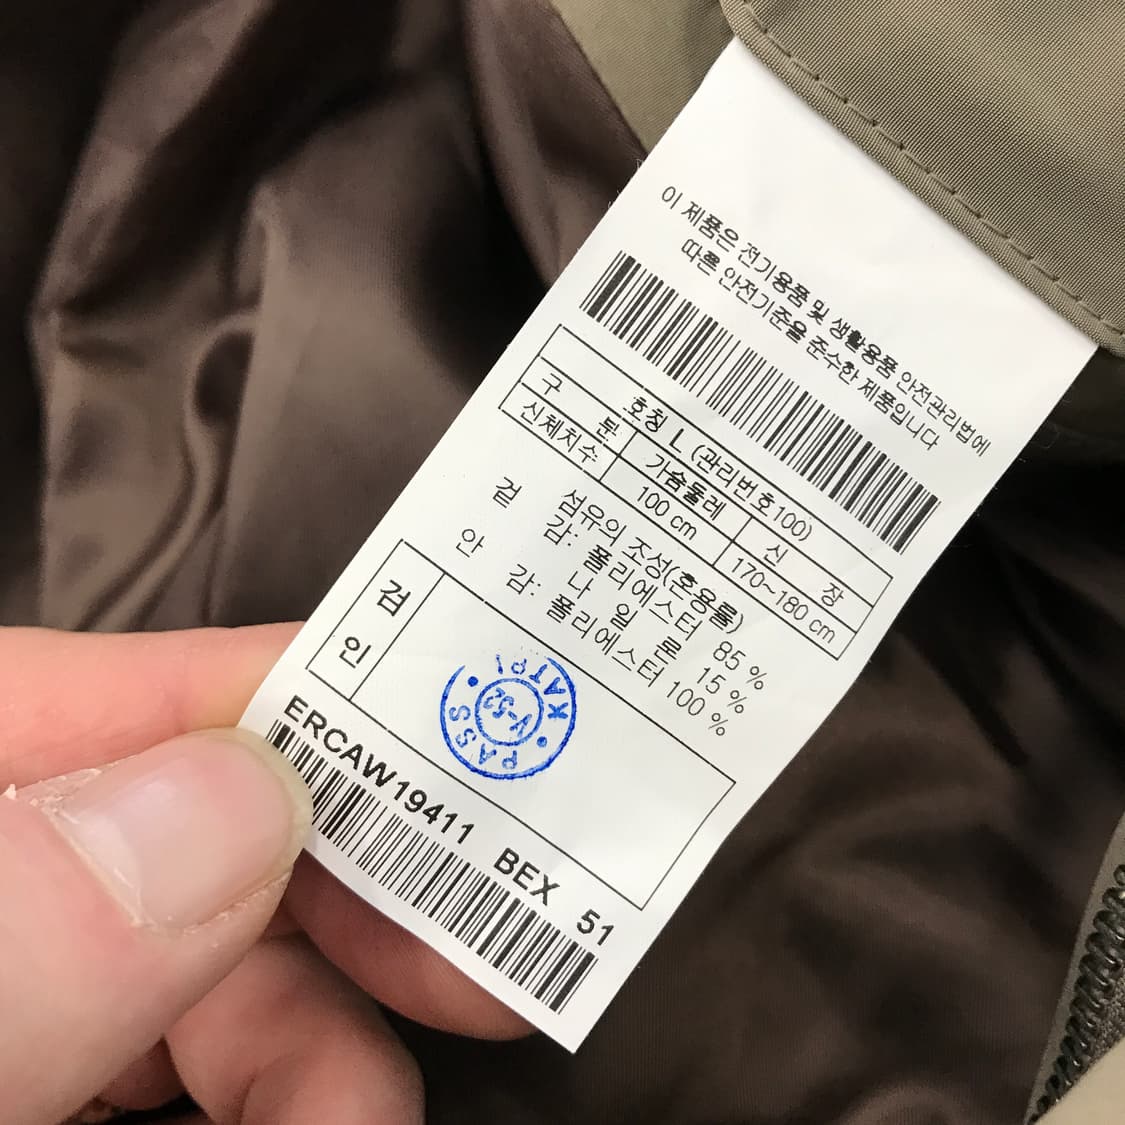 이 제품은 전기용품 및 생활용품 안전관리법에
따른 안전기준을 준수한 제품입니다
호칭 L (관리번호100)
구 분 가슴둘레 신 장
신체치수 100 cm 170~180 cm
섬유의 조성(혼용률)
겉 감: 폴리에스터 85 %
나 일 론 15 %
안 감: 폴리에스터 100 %
검
인
PASS • KATRI •
V-52
ERCAW19411 BEX 51